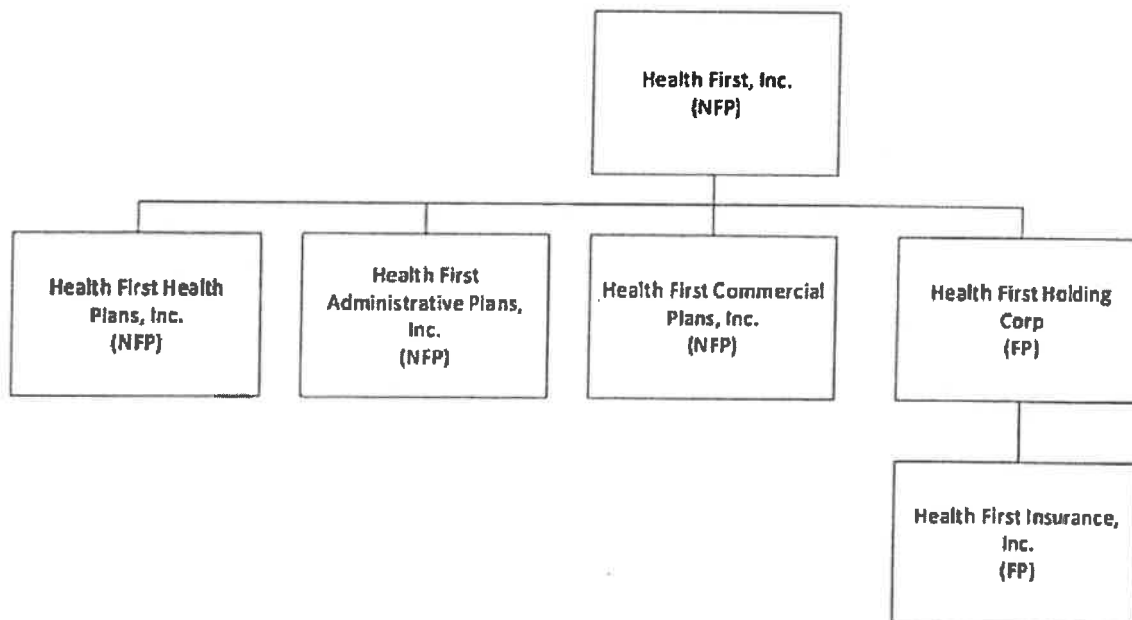 Health First, Inc.
(NFP)
Health First Health
Plans, Inc.
(NFP)
Health First
Administrative Plans,
Inc.
(NFP)
Health First Commercial
Plans, Inc.
(NFP)
Health First Holding
Corp
(FP)
Health First Insurance,
Inc.
(FP)